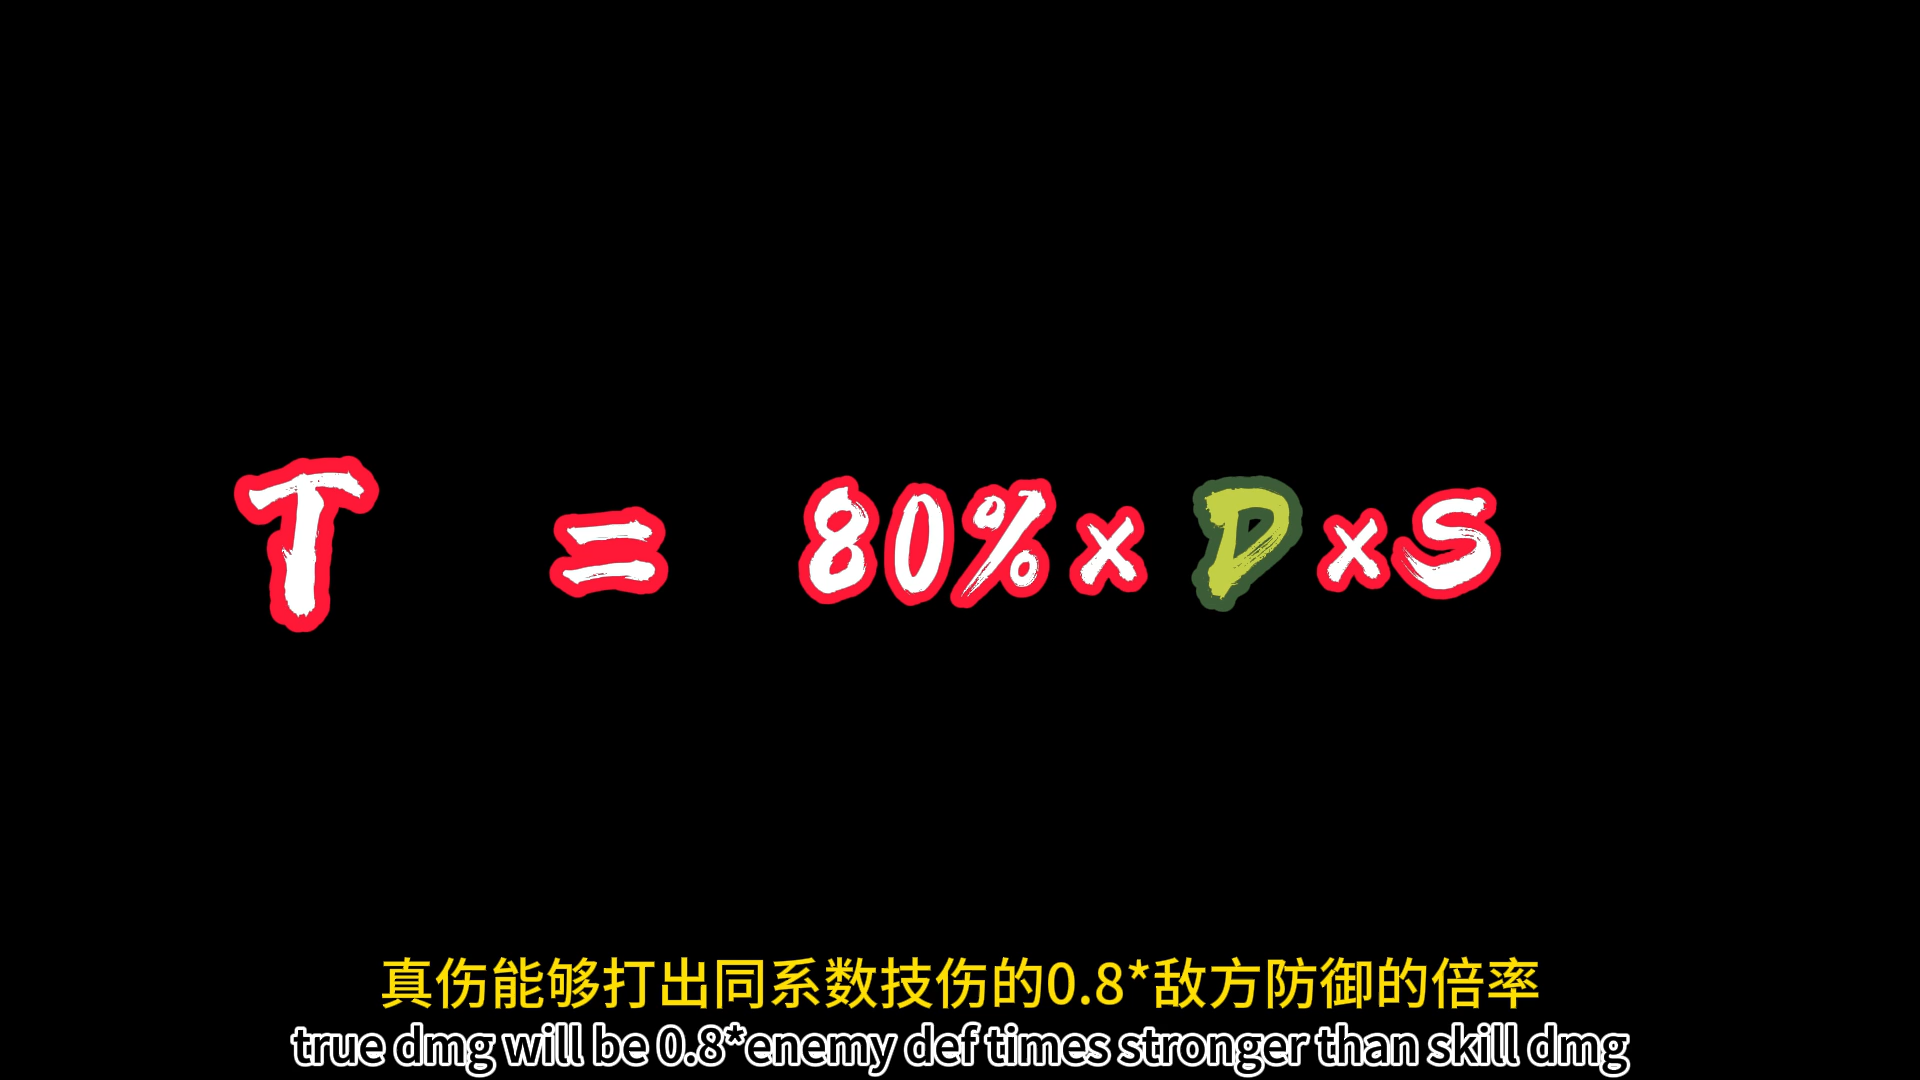 T = 80%× D ×S
真伤能够打出同系数技伤的0.8*敌方防御的倍率
true dmg will be 0.8*enemy def times stronger than skill dmg